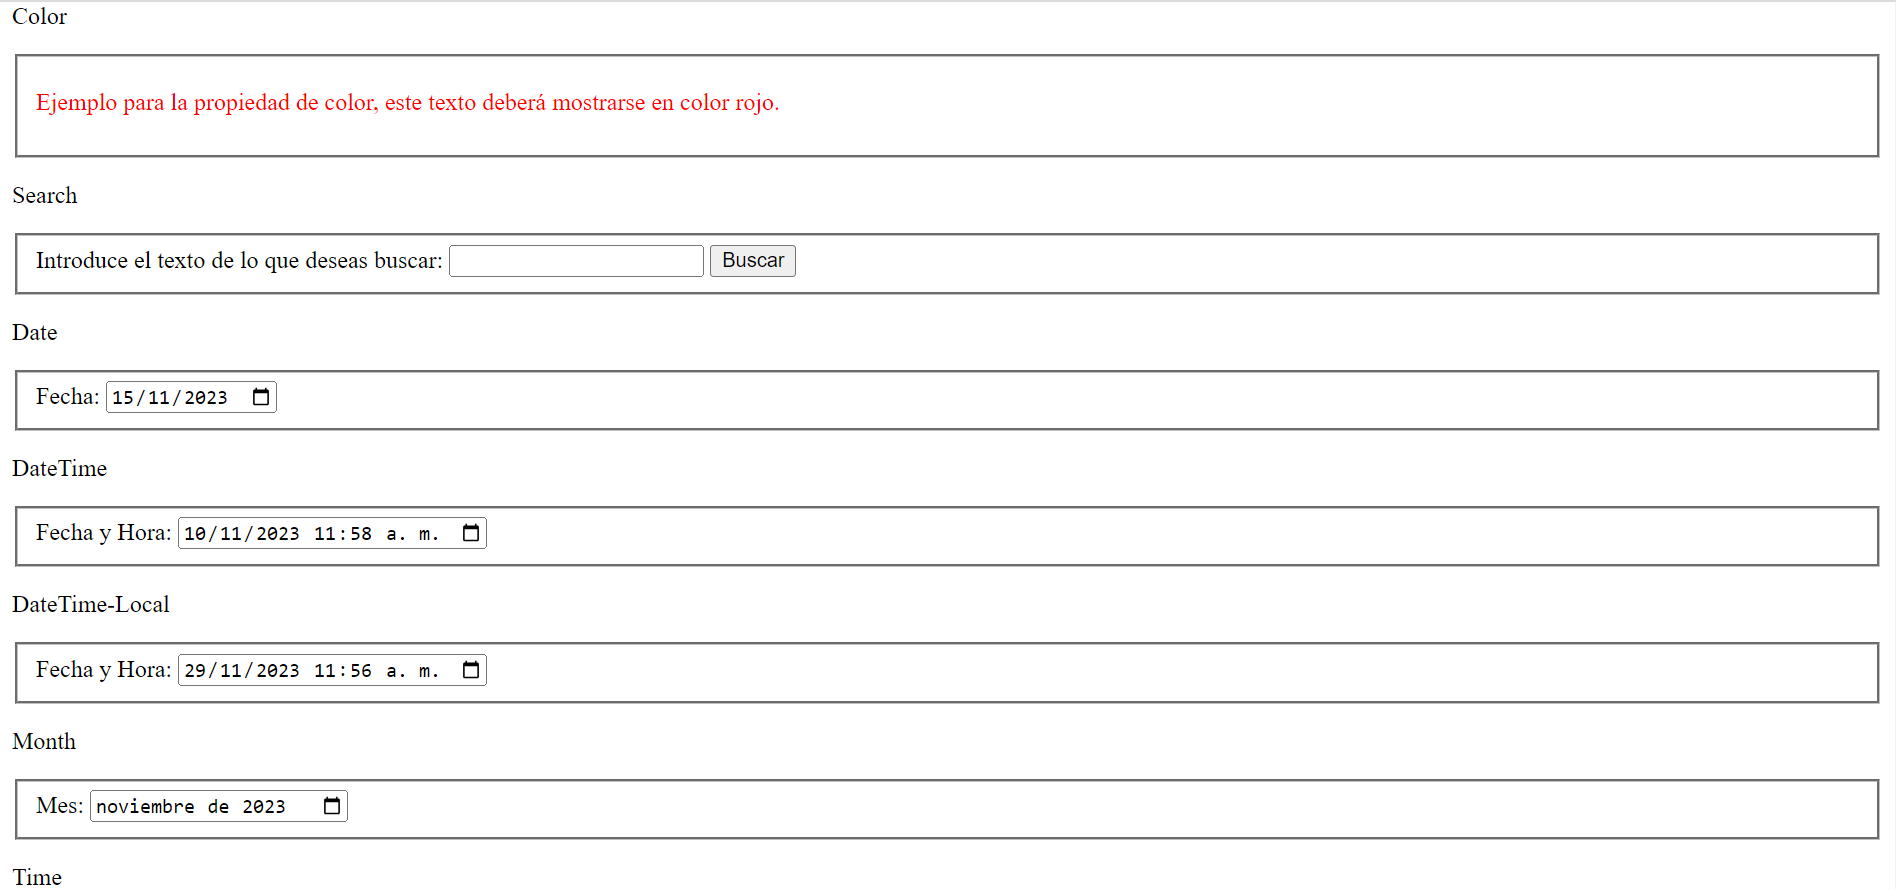 Color
Ejemplo para la propiedad de color, este texto deberá mostrarse en color rojo.
Search
Introduce el texto de lo que deseas buscar: Buscar
Date
Fecha: 15/11/2023
DateTime
Fecha y Hora: 10/11/2023 11:58 a. m.
DateTime-Local
Fecha y Hora: 29/11/2023 11:56 a. m.
Month
Mes: noviembre de 2023
Time